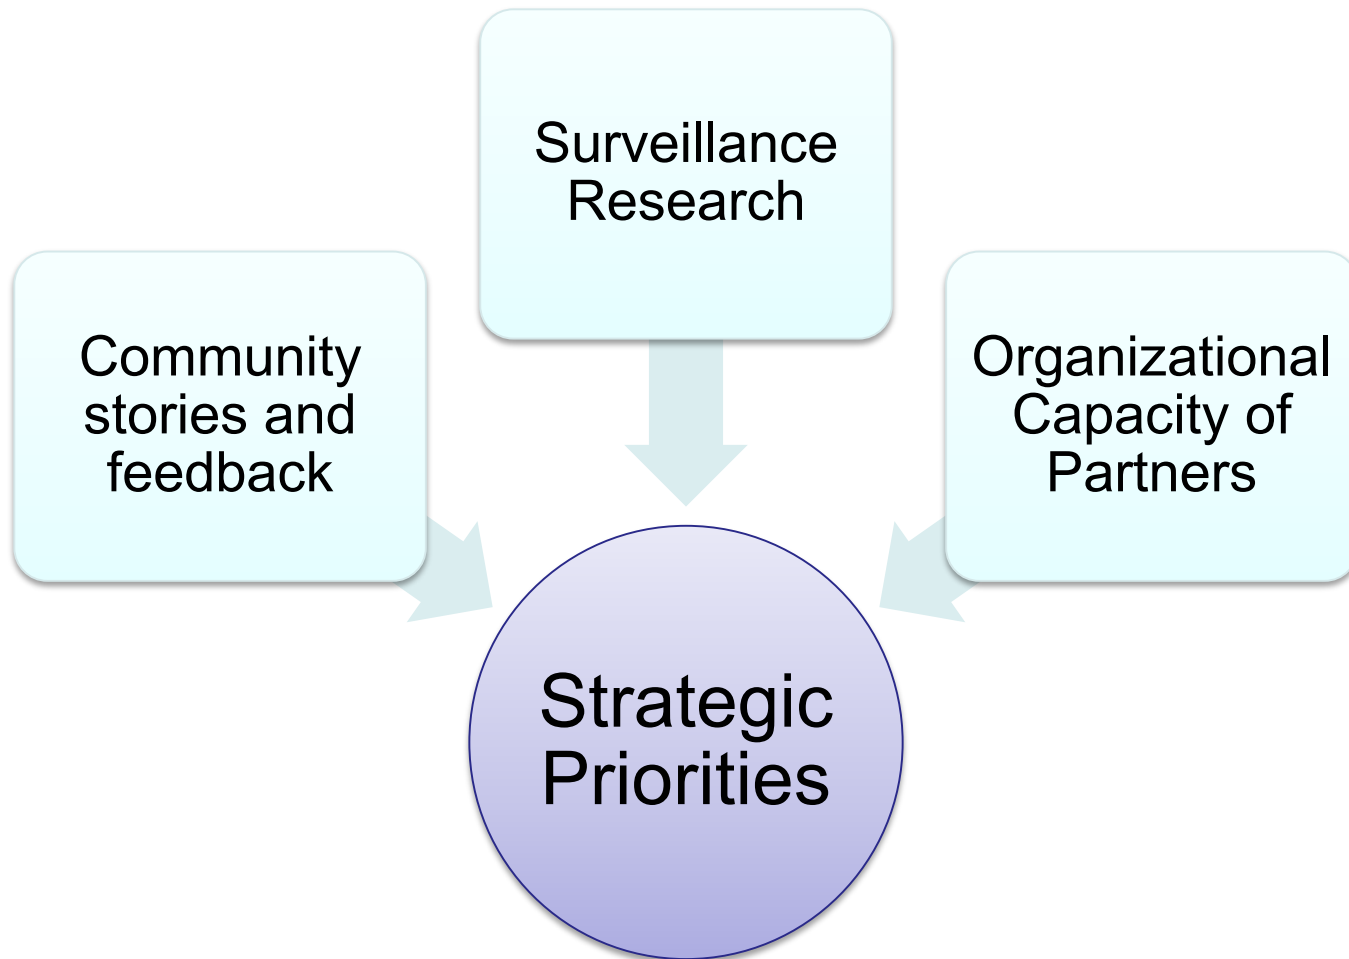 Surveillance
Research
Community
stories and
feedback
Organizational
Capacity of
Partners
Strategic
Priorities